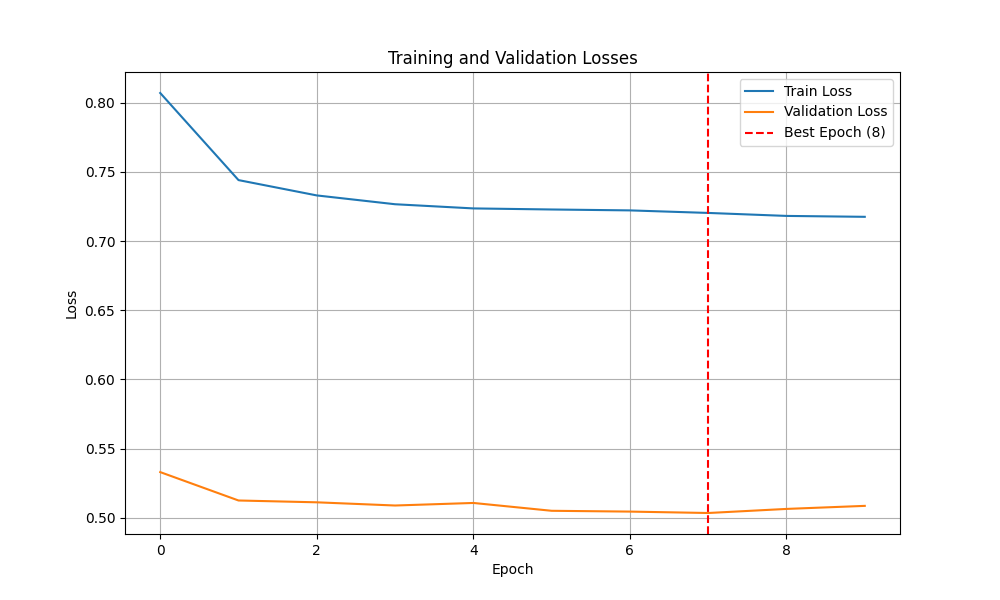 Training and Validation Losses
Train Loss
Validation Loss
Best Epoch (8)
0.80
0.75
0.70
0.65
0.60
0.55
0.50
Loss
0 2 4 6 8
Epoch